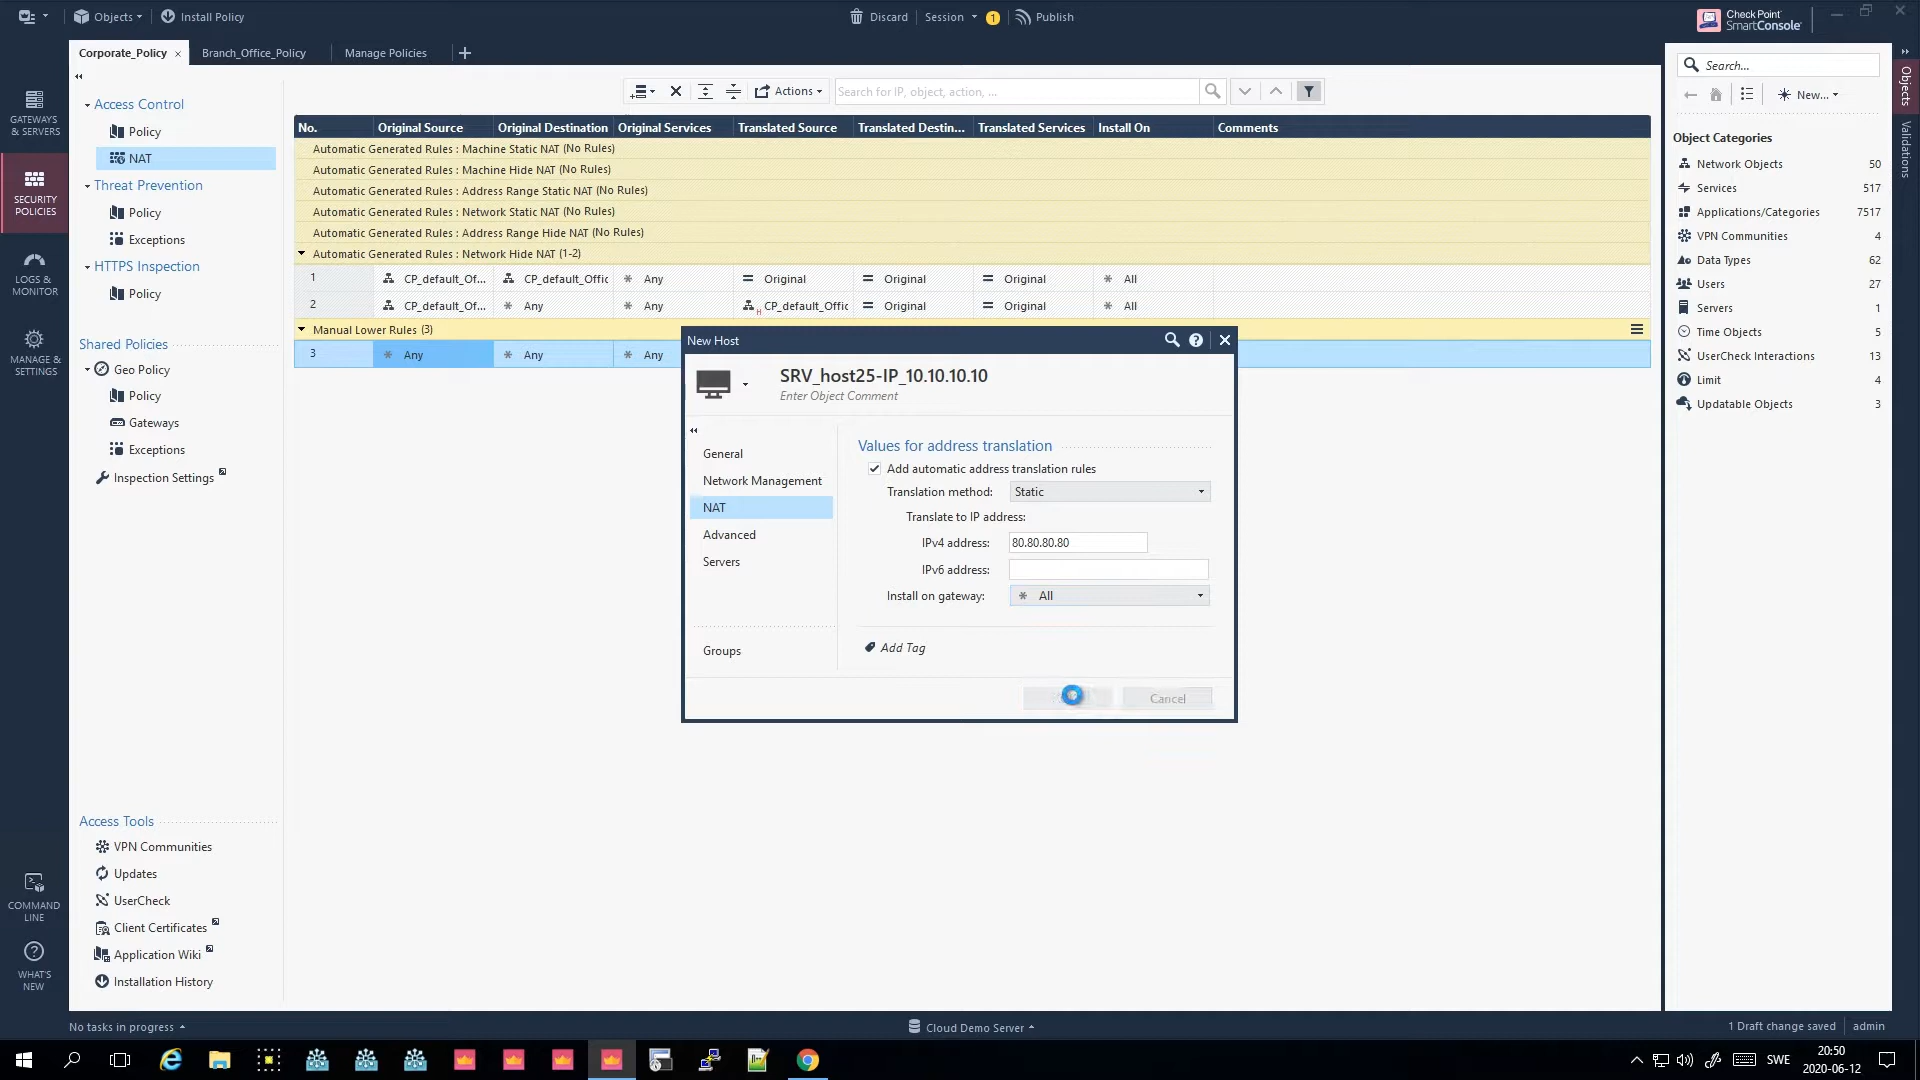 Objects
Install Policy
Discard
Session
1
Publish
Check Point
SmartConsole
Corporate_Policy
Branch_Office_Policy
Manage Policies
GATEWAYS
& SERVERS
SECURITY
POLICIES
LOGS &
MONITOR
MANAGE &
SETTINGS
COMMAND
LINE
WHAT'S
NEW
Access Control
Policy
NAT
Threat Prevention
Policy
Exceptions
HTTPS Inspection
Policy
Shared Policies
Geo Policy
Policy
Gateways
Exceptions
Inspection Settings
Access Tools
VPN Communities
Updates
UserCheck
Client Certificates
Application Wiki
Installation History
Actions
Search for IP, object, action, ...
No. Original Source Original Destination Original Services Translated Source Translated Destin... Translated Services Install On Comments
Automatic Generated Rules : Machine Static NAT (No Rules)
Automatic Generated Rules : Machine Hide NAT (No Rules)
Automatic Generated Rules : Address Range Static NAT (No Rules)
Automatic Generated Rules : Network Static NAT (No Rules)
Automatic Generated Rules : Address Range Hide NAT (No Rules)
Automatic Generated Rules : Network Hide NAT (1-2)
1 CP_default_Of... CP_default_Offic Any Original Original Original All
2 CP_default_Of... Any Any CP_default_Offic Original Original All
Manual Lower Rules (3)
3 Any Any Any
New Host
SRV_host25-IP_10.10.10.10
Enter Object Comment
General
Network Management
NAT
Advanced
Servers
Groups
Values for address translation
Add automatic address translation rules
Translation method: Static
Translate to IP address:
IPv4 address: 80.80.80.80
IPv6 address:
Install on gateway: All
Add Tag
Cancel
Search...
New...
Object Categories
Network Objects 50
Services 517
Applications/Categories 7517
VPN Communities 4
Data Types 62
Users 27
Servers 1
Time Objects 5
UserCheck Interactions 13
Limit 4
Updatable Objects 3
Objects
Validations
No tasks in progress
Cloud Demo Server
1 Draft change saved
admin
SWE
20:50
2020-06-12